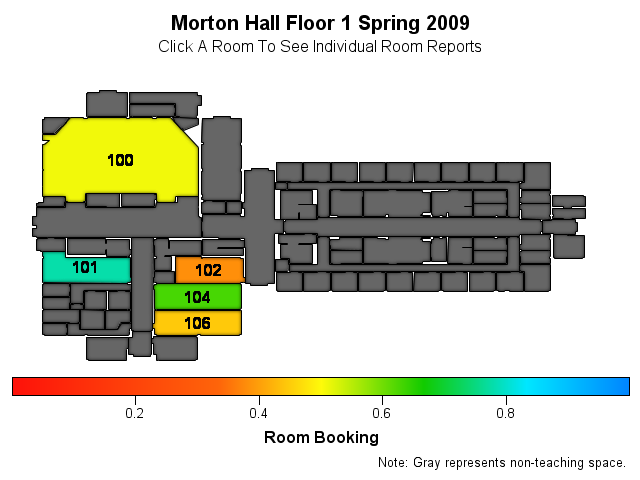 Morton Hall Floor 1 Spring 2009
Click A Room To See Individual Room Reports
100
101
102
104
106
0.2 0.4 0.6 0.8
Room Booking
Note: Gray represents non-teaching space.